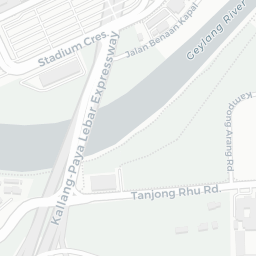 Stadium Cres.
Jalan Benaan Kapal
Geylang River
Kallang-Paya Lebar Expressway
Kampong Arang Rd.
Tanjong Rhu Rd.